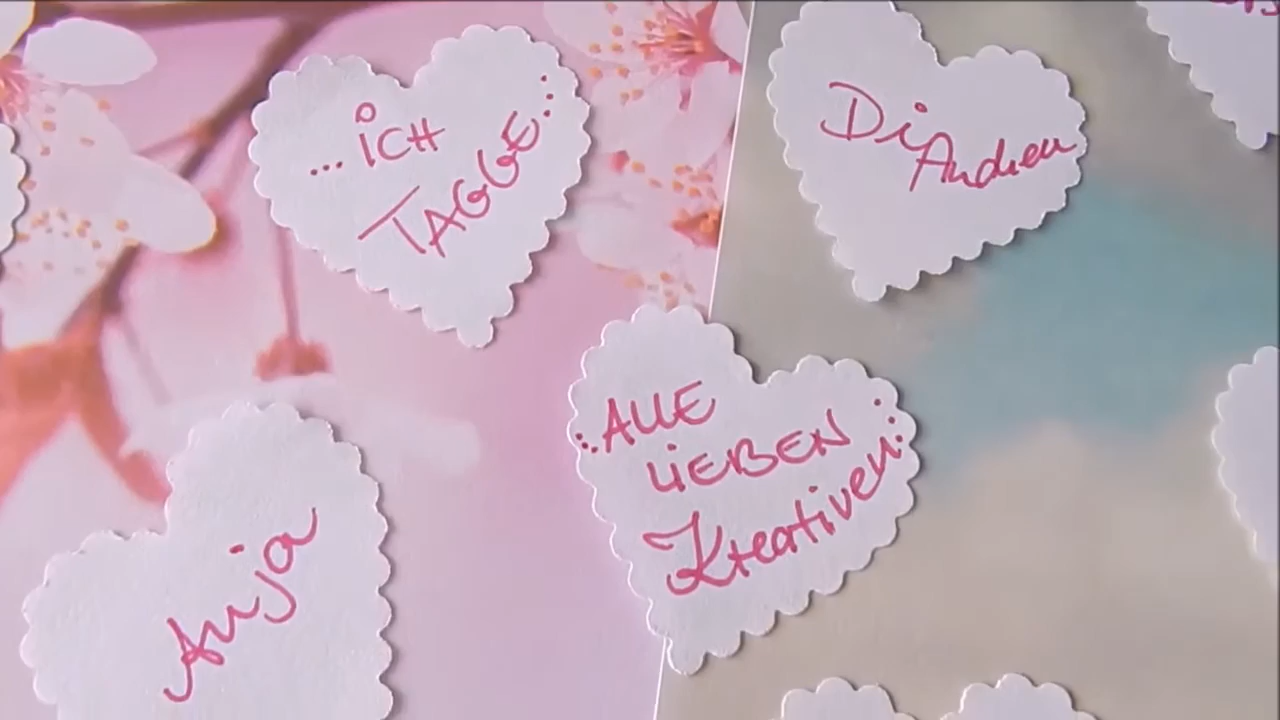 ... iCH
TAGGE...
Di
Andrea
...ALLE
LiEBEN
Kreativen...
Anja